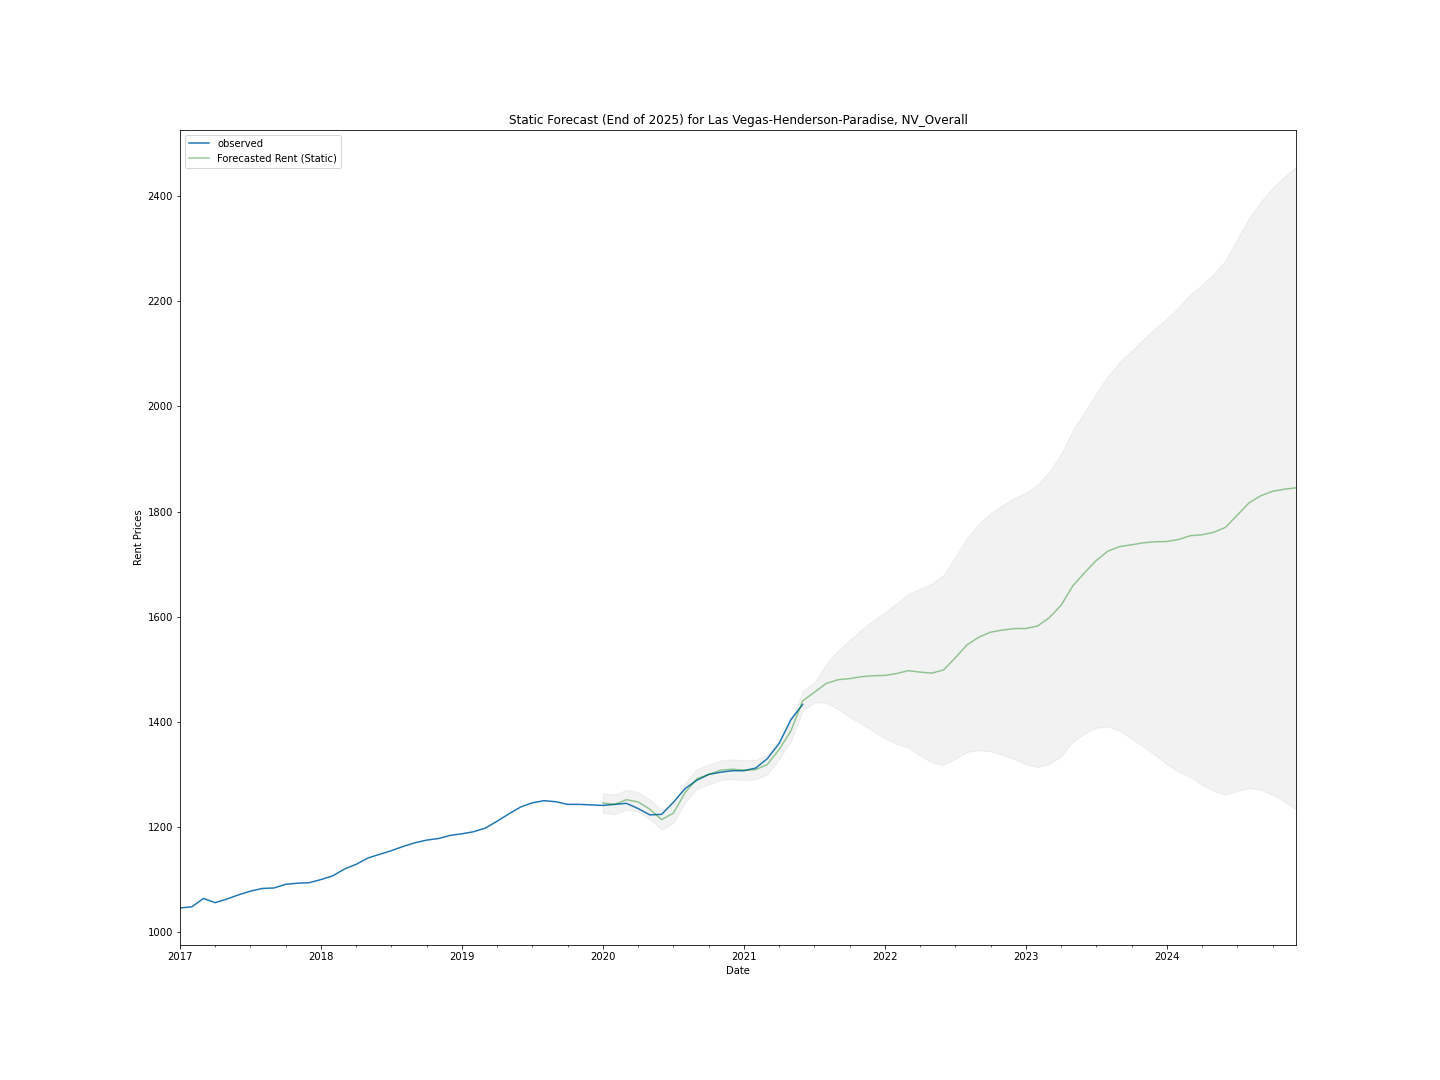 Static Forecast (End of 2025) for Las Vegas-Henderson-Paradise, NV_Overall
observed
Forecasted Rent (Static)
2400
2200
2000
1800
1600
1400
1200
1000
Rent Prices
2017 2018 2019 2020 2021 2022 2023 2024
Date